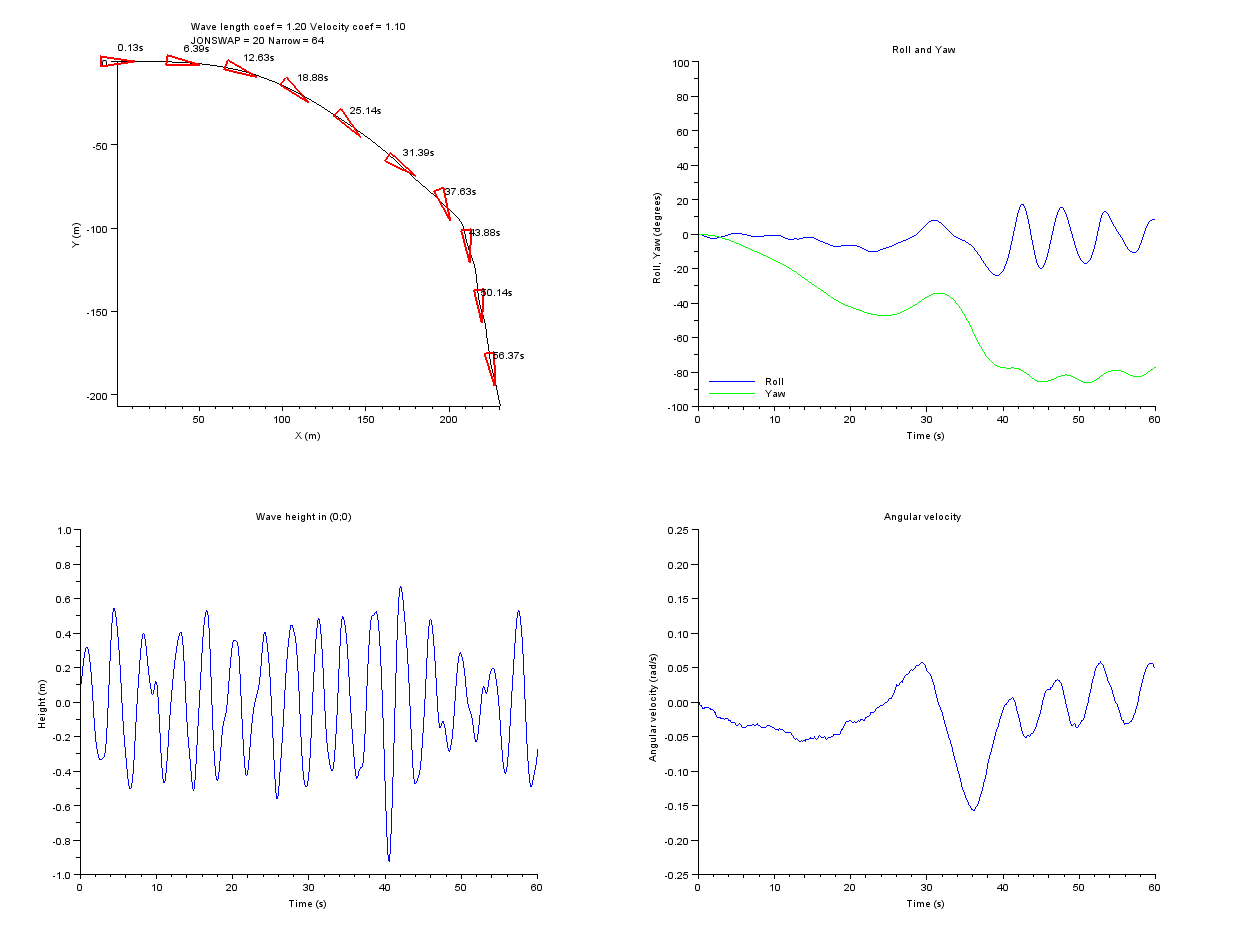 Wave length coef = 1.20 Velocity coef = 1.10
JONSWAP = 20 Narrow = 64
0.13s
6.39s
12.63s
18.88s
25.14s
31.39s
37.63s
43.88s
50.14s
56.37s
0
-50
-100
-150
-200
Y (m)
50
100
150
200
X (m)
Roll and Yaw
100
80
60
40
20
0
-20
-40
-60
-80
-100
Roll, Yaw (degrees)
Roll
Yaw
0
10
20
30
40
50
60
Time (s)
Wave height in (0;0)
1.0
0.8
0.6
0.4
0.2
0.0
-0.2
-0.4
-0.6
-0.8
-1.0
Height (m)
0
10
20
30
40
50
60
Time (s)
Angular velocity
0.25
0.20
0.15
0.10
0.05
0.00
-0.05
-0.10
-0.15
-0.20
-0.25
Angular velocity (rad/s)
0
10
20
30
40
50
60
Time (s)